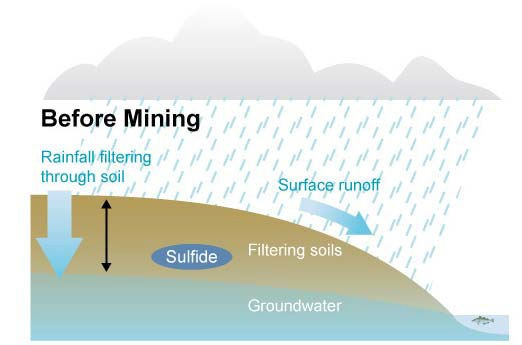 Before Mining
Rainfall filtering
through soil
Surface runoff
Sulfide
Filtering soils
Groundwater